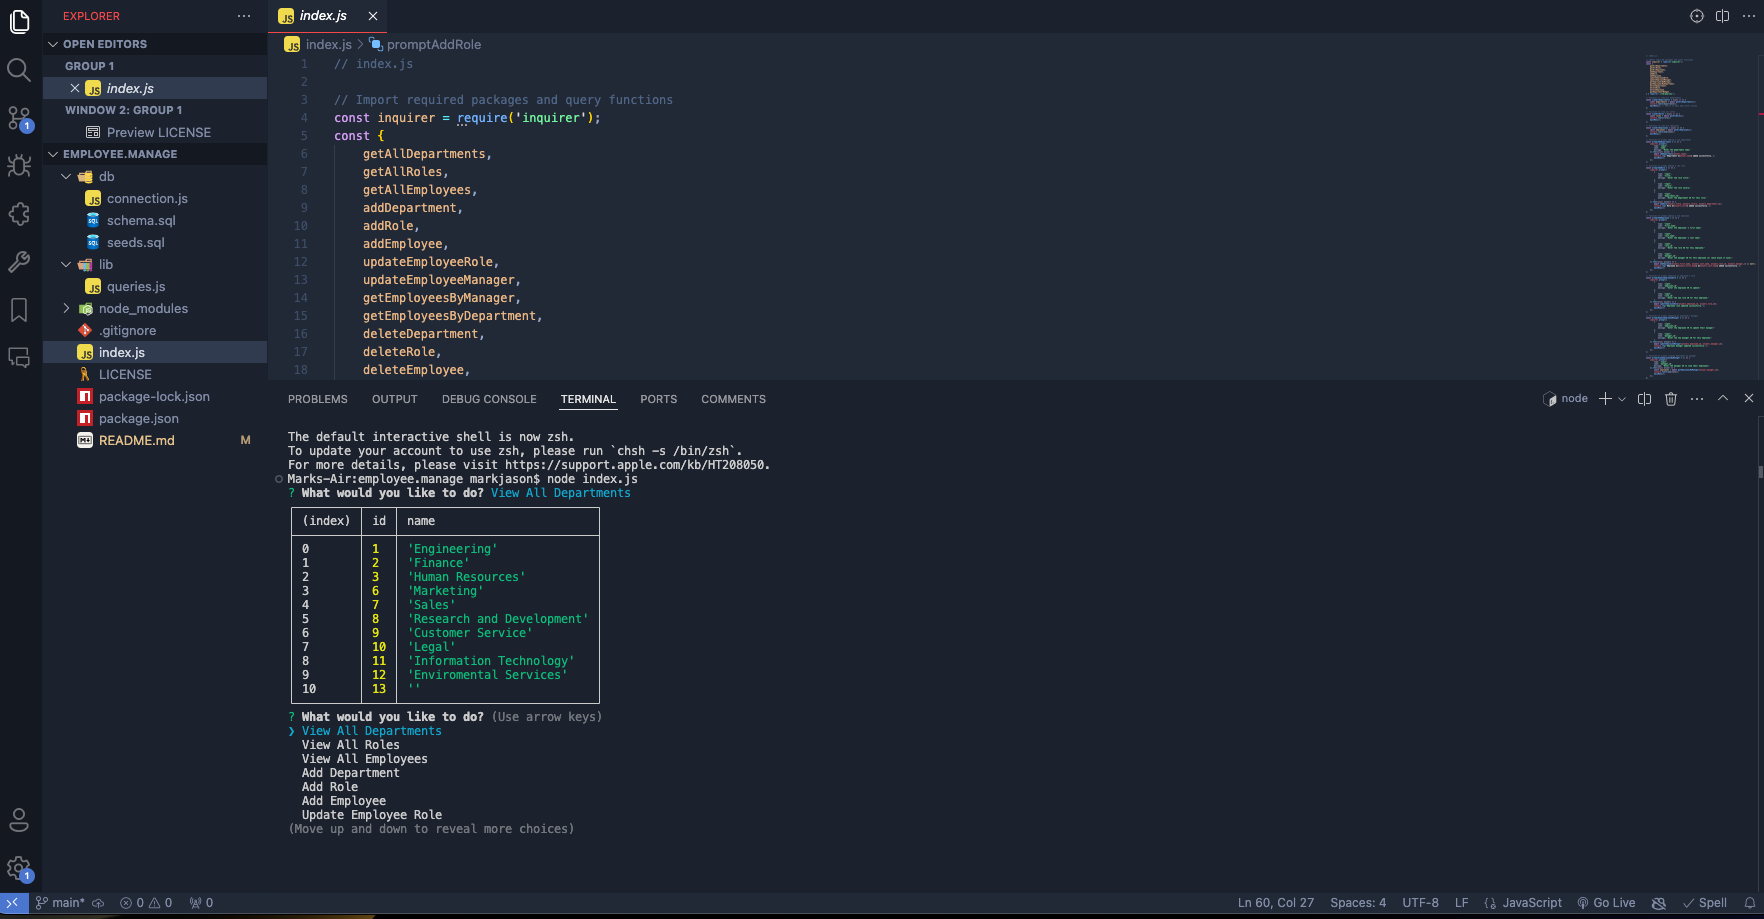 EXPLORER
OPEN EDITORS
GROUP 1
index.js
WINDOW 2: GROUP 1
Preview LICENSE
EMPLOYEE.MANAGE
db
connection.js
schema.sql
seeds.sql
lib
queries.js
node_modules
.gitignore
index.js
LICENSE
package-lock.json
package.json
README.md M
1
1
index.js
index.js > promptAddRole
1 // index.js
2
3 // Import required packages and query functions
4 const inquirer = require('inquirer');
5 const {
6 getAllDepartments,
7 getAllRoles,
8 getAllEmployees,
9 addDepartment,
10 addRole,
11 addEmployee,
12 updateEmployeeRole,
13 updateEmployeeManager,
14 getEmployeesByManager,
15 getEmployeesByDepartment,
16 deleteDepartment,
17 deleteRole,
18 deleteEmployee,
PROBLEMS OUTPUT DEBUG CONSOLE TERMINAL PORTS COMMENTS
node
The default interactive shell is now zsh.
To update your account to use zsh, please run `chsh -s /bin/zsh`.
For more details, please visit https://support.apple.com/kb/HT208050.
Marks-Air:employee.manage markjason$ node index.js
? What would you like to do? View All Departments
(index) id name
0 1 'Engineering'
1 2 'Finance'
2 3 'Human Resources'
3 6 'Marketing'
4 7 'Sales'
5 8 'Research and Development'
6 9 'Customer Service'
7 10 'Legal'
8 11 'Information Technology'
9 12 'Enviromental Services'
10 13 ''
? What would you like to do? (Use arrow keys)
❯ View All Departments
View All Roles
View All Employees
Add Department
Add Role
Add Employee
Update Employee Role
(Move up and down to reveal more choices)
main* 0 0 0 Ln 60, Col 27 Spaces: 4 UTF-8 LF {} JavaScript Go Live Spell